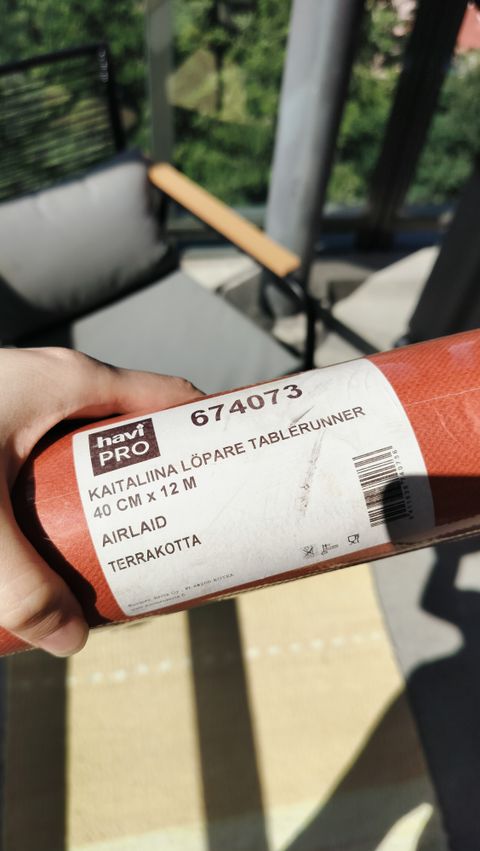 674073
havi
PRO
KAITALIINA LÖPARE TABLERUNNER
40 CM x 12 M
AIRLAID
TERRAKOTTA